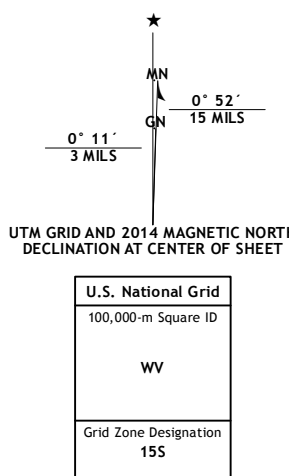 ★
MN
0° 52´
15 MILS
GN
0° 11´
3 MILS
UTM GRID AND 2014 MAGNETIC NORTH
DECLINATION AT CENTER OF SHEET
U.S. National Grid
100,000-m Square ID
WV
Grid Zone Designation
15S